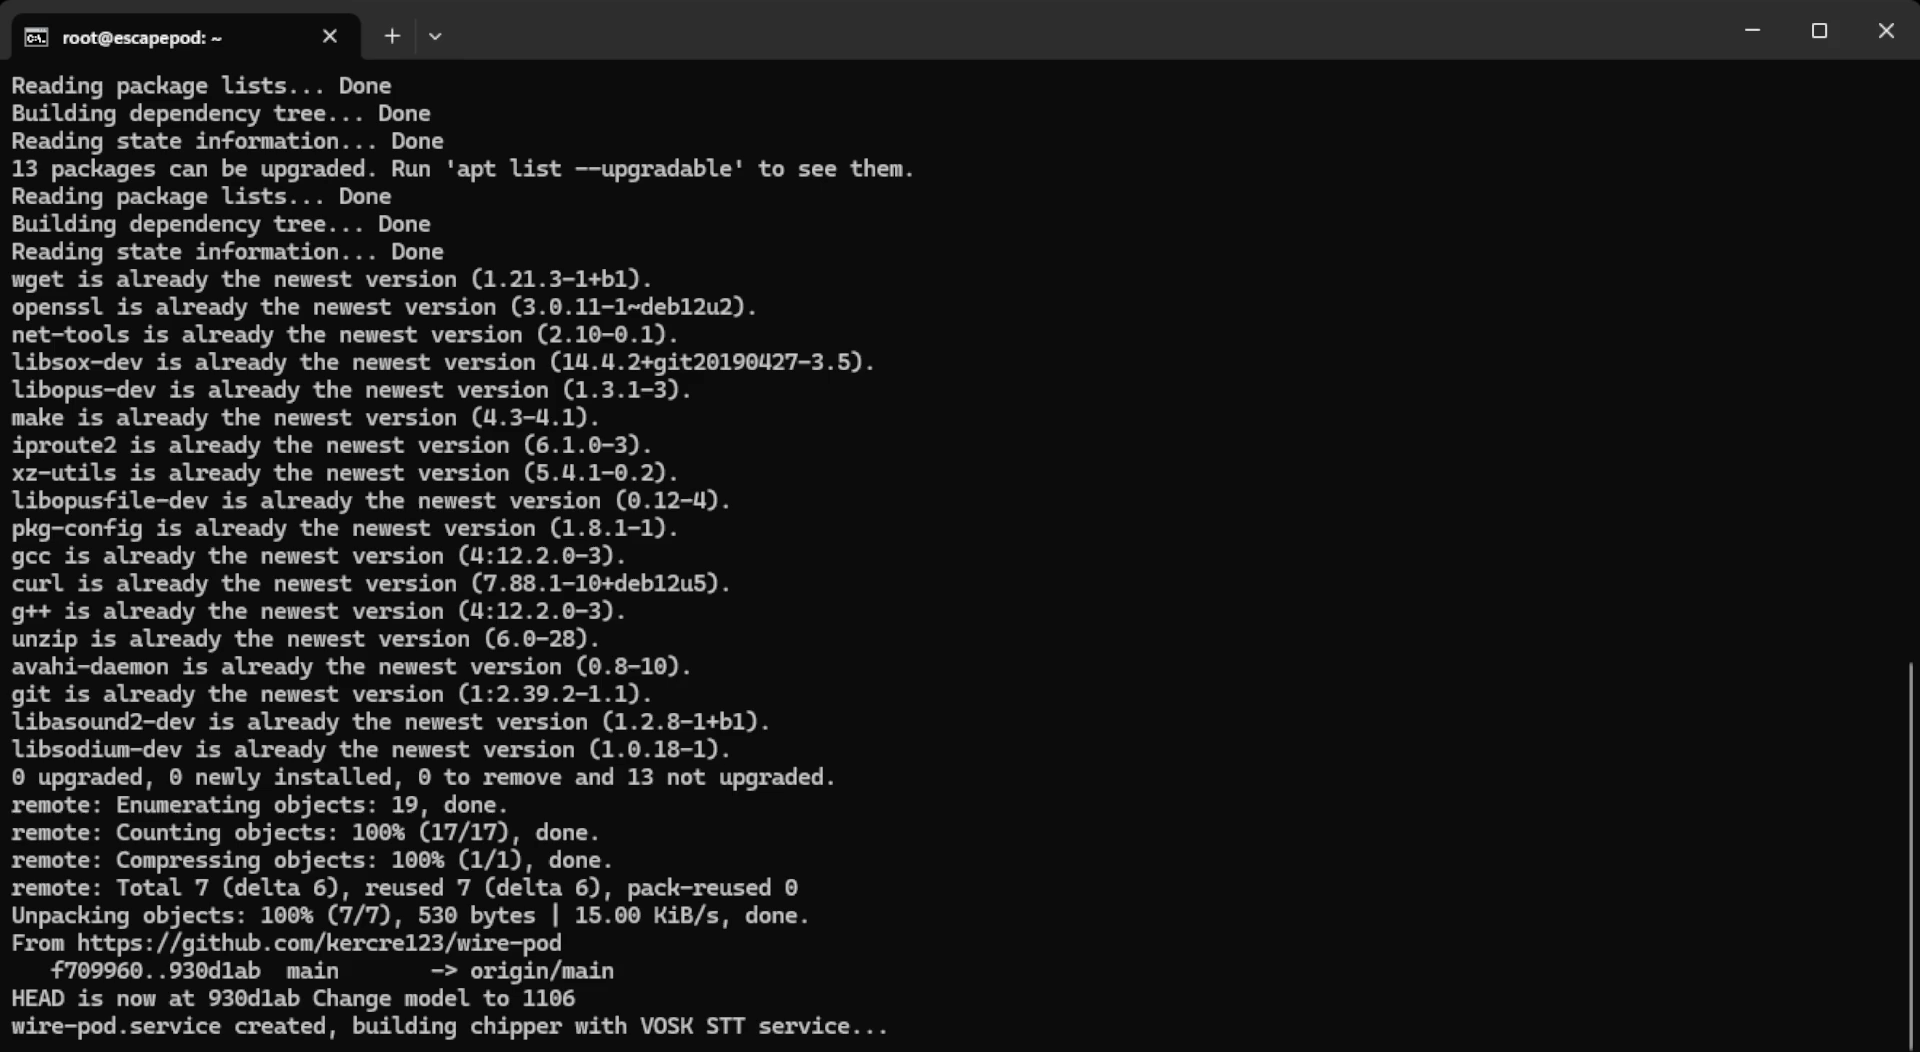 root@escapepod: ~
Reading package lists... Done
Building dependency tree... Done
Reading state information... Done
13 packages can be upgraded. Run 'apt list --upgradable' to see them.
Reading package lists... Done
Building dependency tree... Done
Reading state information... Done
wget is already the newest version (1.21.3-1+b1).
openssl is already the newest version (3.0.11-1~deb12u2).
net-tools is already the newest version (2.10-0.1).
libsox-dev is already the newest version (14.4.2+git20190427-3.5).
libopus-dev is already the newest version (1.3.1-3).
make is already the newest version (4.3-4.1).
iproute2 is already the newest version (6.1.0-3).
xz-utils is already the newest version (5.4.1-0.2).
libopusfile-dev is already the newest version (0.12-4).
pkg-config is already the newest version (1.8.1-1).
gcc is already the newest version (4:12.2.0-3).
curl is already the newest version (7.88.1-10+deb12u5).
g++ is already the newest version (4:12.2.0-3).
unzip is already the newest version (6.0-28).
avahi-daemon is already the newest version (0.8-10).
git is already the newest version (1:2.39.2-1.1).
libasound2-dev is already the newest version (1.2.8-1+b1).
libsodium-dev is already the newest version (1.0.18-1).
0 upgraded, 0 newly installed, 0 to remove and 13 not upgraded.
remote: Enumerating objects: 19, done.
remote: Counting objects: 100% (17/17), done.
remote: Compressing objects: 100% (1/1), done.
remote: Total 7 (delta 6), reused 7 (delta 6), pack-reused 0
Unpacking objects: 100% (7/7), 530 bytes | 15.00 KiB/s, done.
From https://github.com/kercre123/wire-pod
   f709960..930d1ab  main       -> origin/main
HEAD is now at 930d1ab Change model to 1106
wire-pod.service created, building chipper with VOSK STT service...